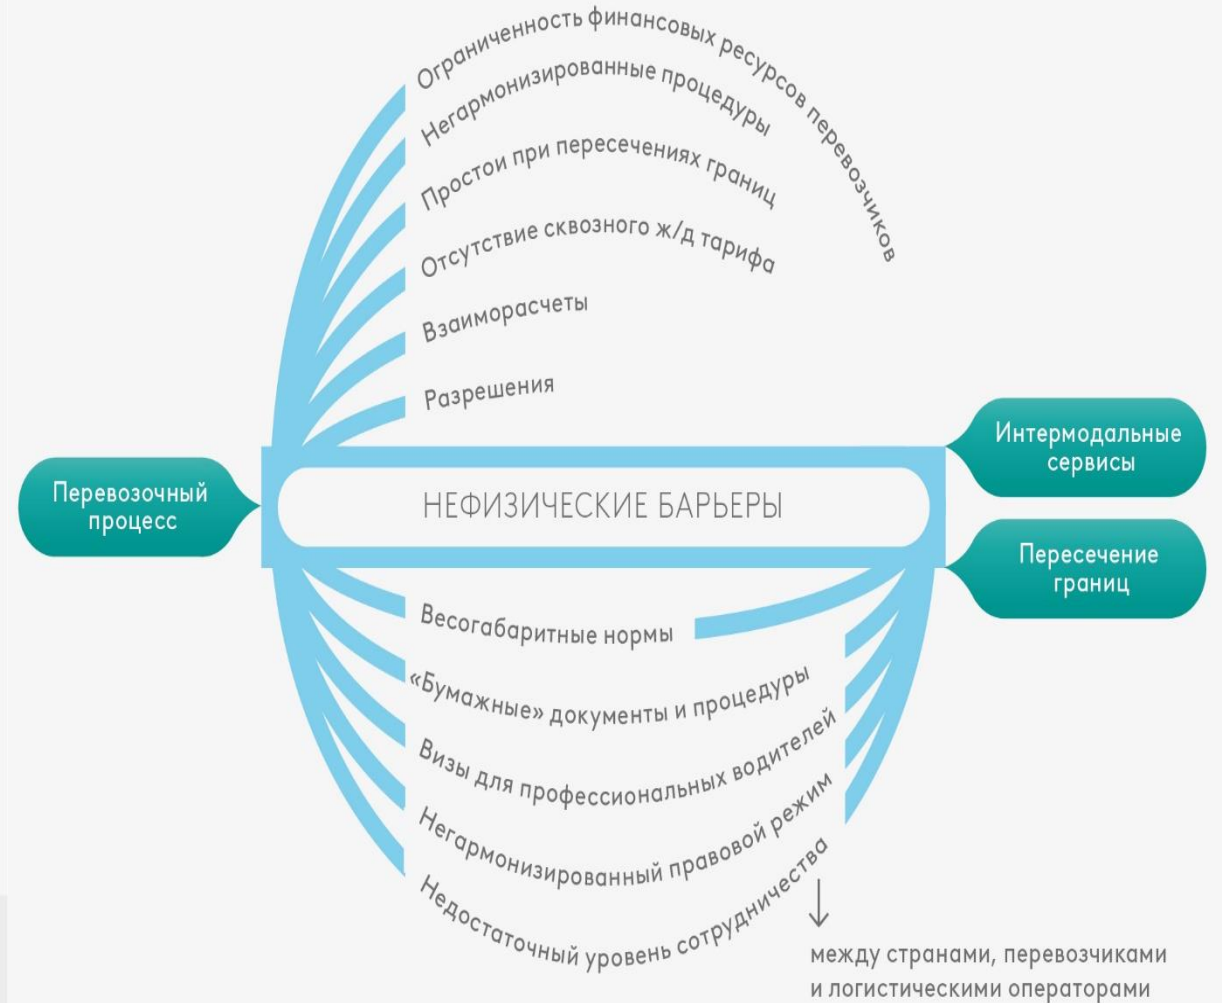 Ограниченность финансовых ресурсов перевозчиков
Негармонизированные процедуры
Простои при пересечениях границ
Отсутствие сквозного ж/д тарифа
Взаиморасчеты
Разрешения
Интермодальные
сервисы
Перевозочный
процесс
НЕФИЗИЧЕСКИЕ БАРЬЕРЫ
Пересечение
границ
Весогабаритные нормы
«Бумажные» документы и процедуры
Визы для профессиональных водителей
Негармонизированный правовой режим
Недостаточный уровень сотрудничества
между странами, перевозчиками
и логистическими операторами